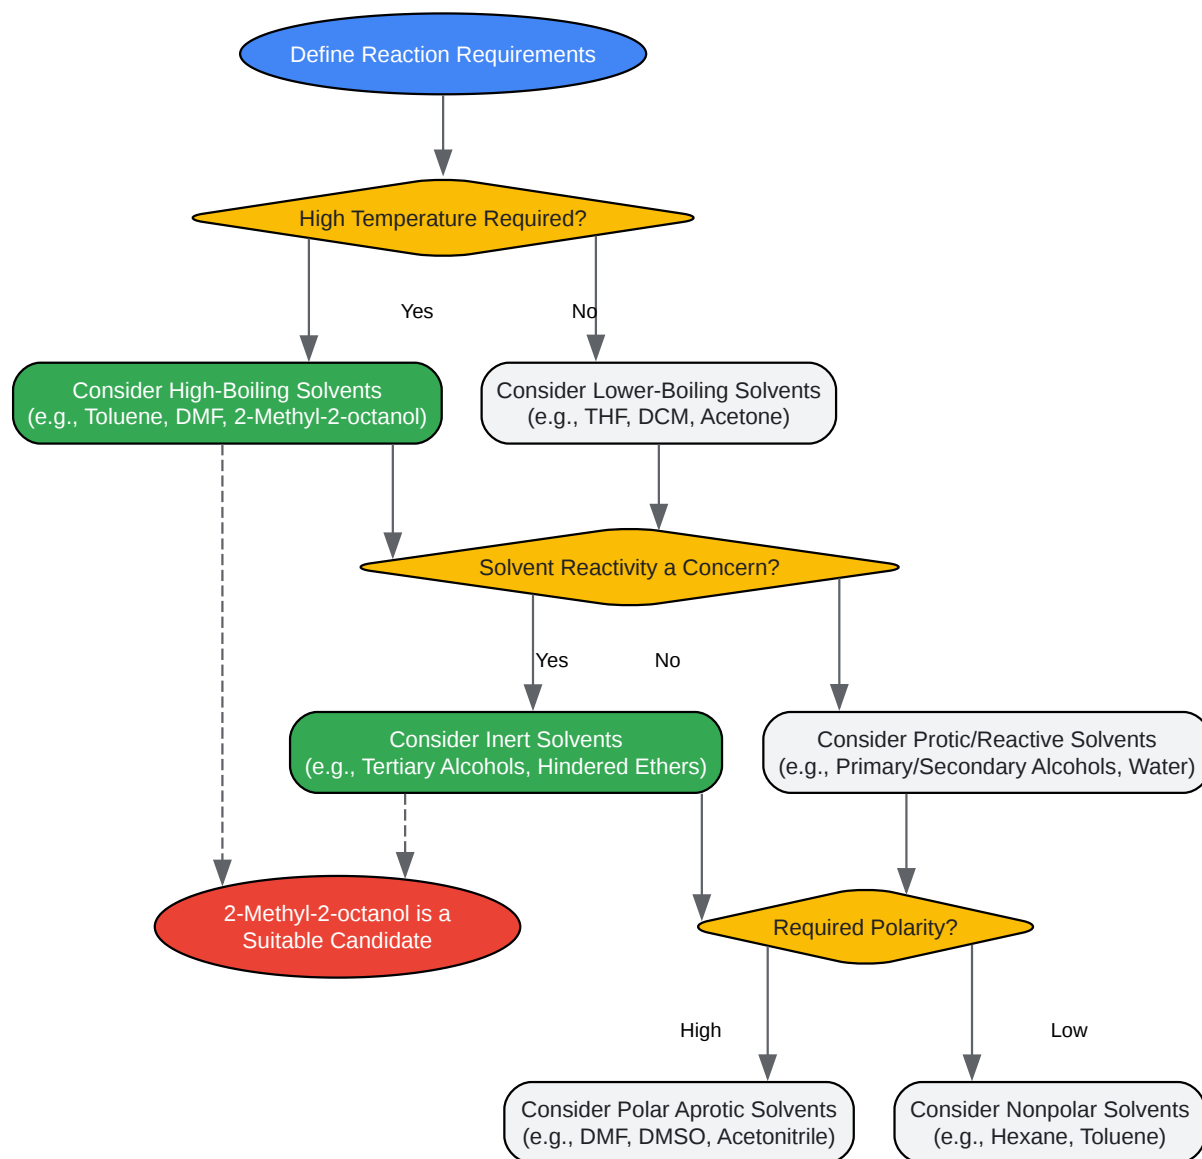 Define Reaction Requirements
High Temperature Required?
Yes
No
Consider High-Boiling Solvents
(e.g., Toluene, DMF, 2-Methyl-2-octanol)
Consider Lower-Boiling Solvents
(e.g., THF, DCM, Acetone)
Solvent Reactivity a Concern?
Yes
No
Consider Inert Solvents
(e.g., Tertiary Alcohols, Hindered Ethers)
Consider Protic/Reactive Solvents
(e.g., Primary/Secondary Alcohols, Water)
2-Methyl-2-octanol is a
Suitable Candidate
Required Polarity?
High
Low
Consider Polar Aprotic Solvents
(e.g., DMF, DMSO, Acetonitrile)
Consider Nonpolar Solvents
(e.g., Hexane, Toluene)